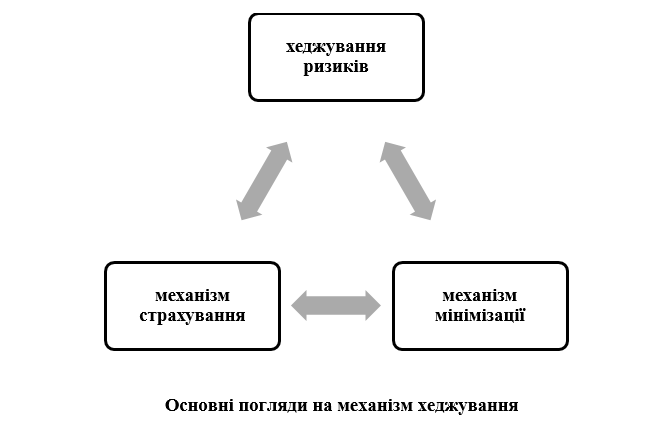 хеджування
ризиків
механізм
страхування
механізм
мінімізації
Основні погляди на механізм хеджування